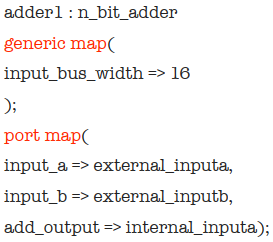 adder1 : n_bit_adder
generic map(
input_bus_width => 16
);
port map(
input_a => external_inputa,
input_b => external_inputb,
add_output => internal_inputa);